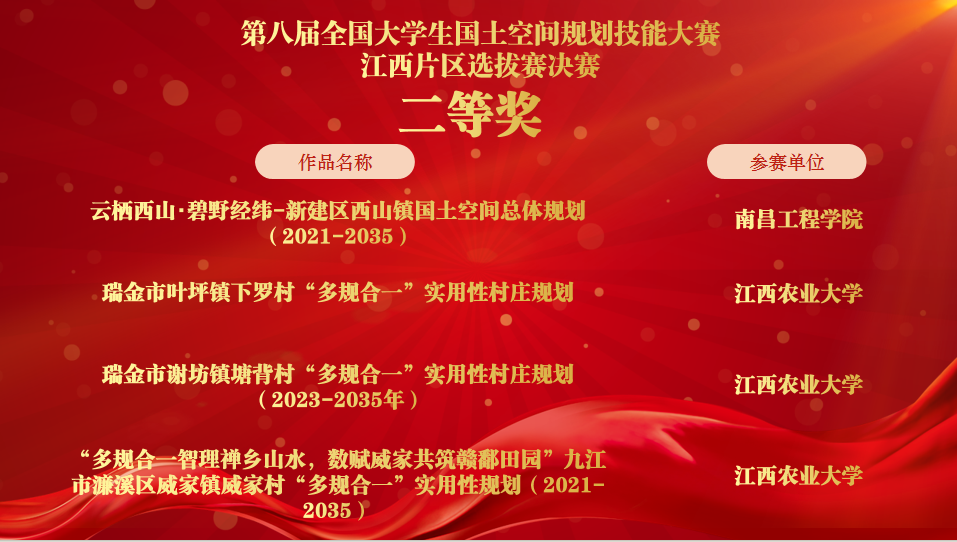 第八届全国大学生国土空间规划技能大赛
江西片区选拔赛决赛
二等奖
作品名称
参赛单位
云栖西山·碧野经纬-新建区西山镇国土空间总体规划
（2021-2035）
南昌工程学院
瑞金市叶坪镇下罗村“多规合一”实用性村庄规划
江西农业大学
瑞金市谢坊镇塘背村“多规合一”实用性村庄规划
（2023-2035年）
江西农业大学
“多规合一智理禅乡山水，数赋威家共筑赣鄱田园”九江
市濂溪区威家镇威家村“多规合一”实用性规划（2021-
2035）
江西农业大学